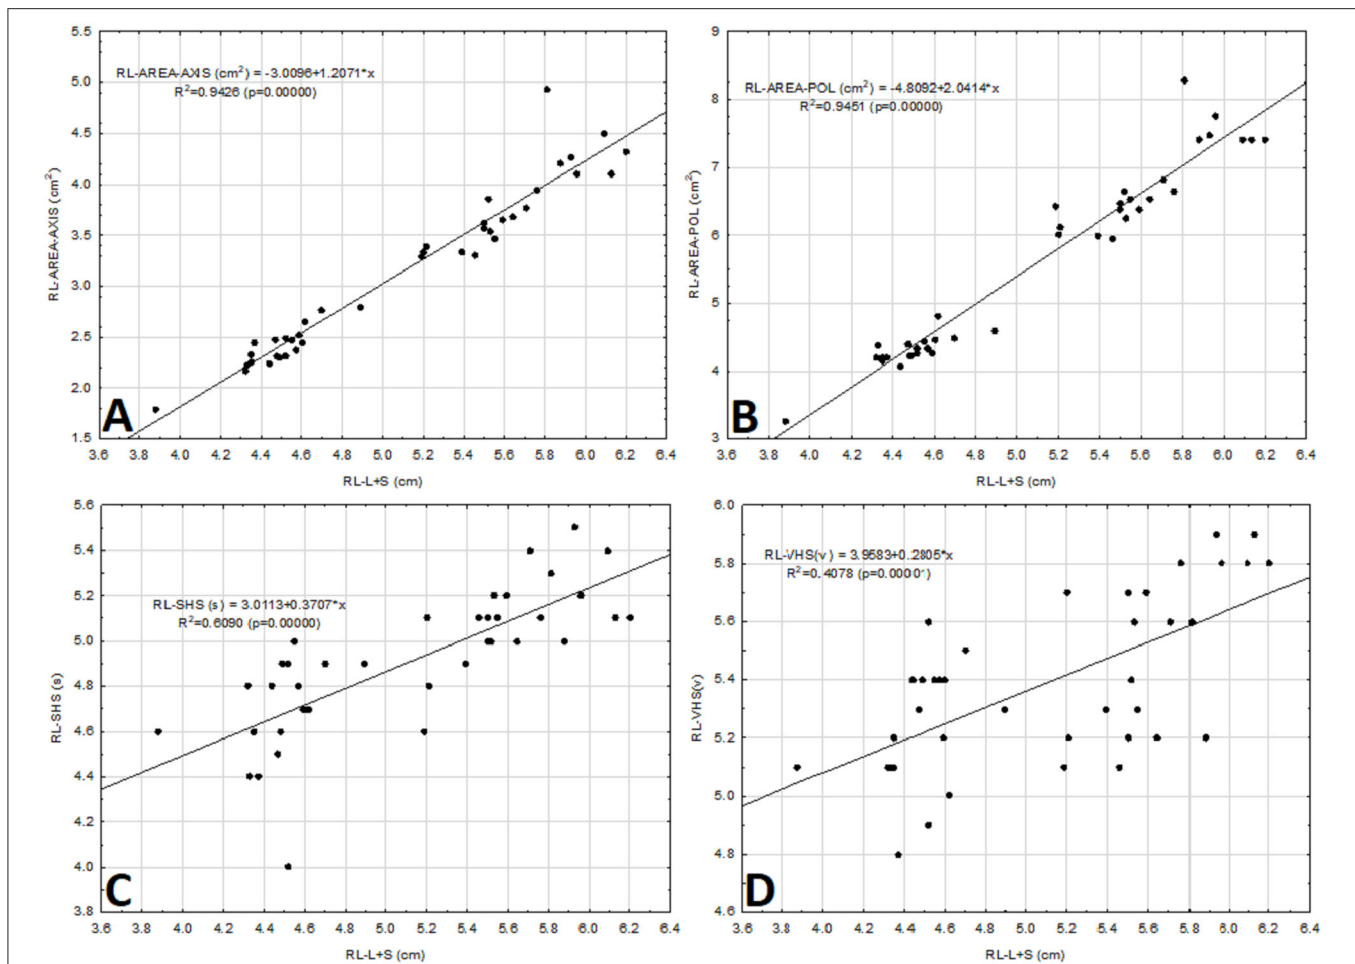 5.5
5.0
4.5
4.0
3.5
3.0
2.5
2.0
1.5
RL-AREA-AXIS (cm²)
RL-AREA-AXIS (cm²) = -3.0096+1.2071*x
R²=0.9426 (p=0.00000)
A
3.6 3.8 4.0 4.2 4.4 4.6 4.8 5.0 5.2 5.4 5.6 5.8 6.0 6.2 6.4
RL-L+S (cm)
9
8
7
6
5
4
3
RL-AREA-POL (cm²)
RL-AREA-POL (cm²) = -4.8092+2.0414*x
R²=0.9451 (p=0.00000)
B
3.6 3.8 4.0 4.2 4.4 4.6 4.8 5.0 5.2 5.4 5.6 5.8 6.0 6.2 6.4
RL-L+S (cm)
5.6
5.4
5.2
5.0
4.8
4.6
4.4
4.2
4.0
3.8
RL-SHS (s)
RL-SHS (s) = 3.0113+0.3707*x
R²=0.6090 (p=0.00000)
C
3.6 3.8 4.0 4.2 4.4 4.6 4.8 5.0 5.2 5.4 5.6 5.8 6.0 6.2 6.4
RL-L+S (cm)
6.0
5.8
5.6
5.4
5.2
5.0
4.8
4.6
RL-VHS(v)
RL-VHS(v) = 3.9583+0.2805*x
R²=0.4078 (p=0.00001)
D
3.6 3.8 4.0 4.2 4.4 4.6 4.8 5.0 5.2 5.4 5.6 5.8 6.0 6.2 6.4
RL-L+S (cm)